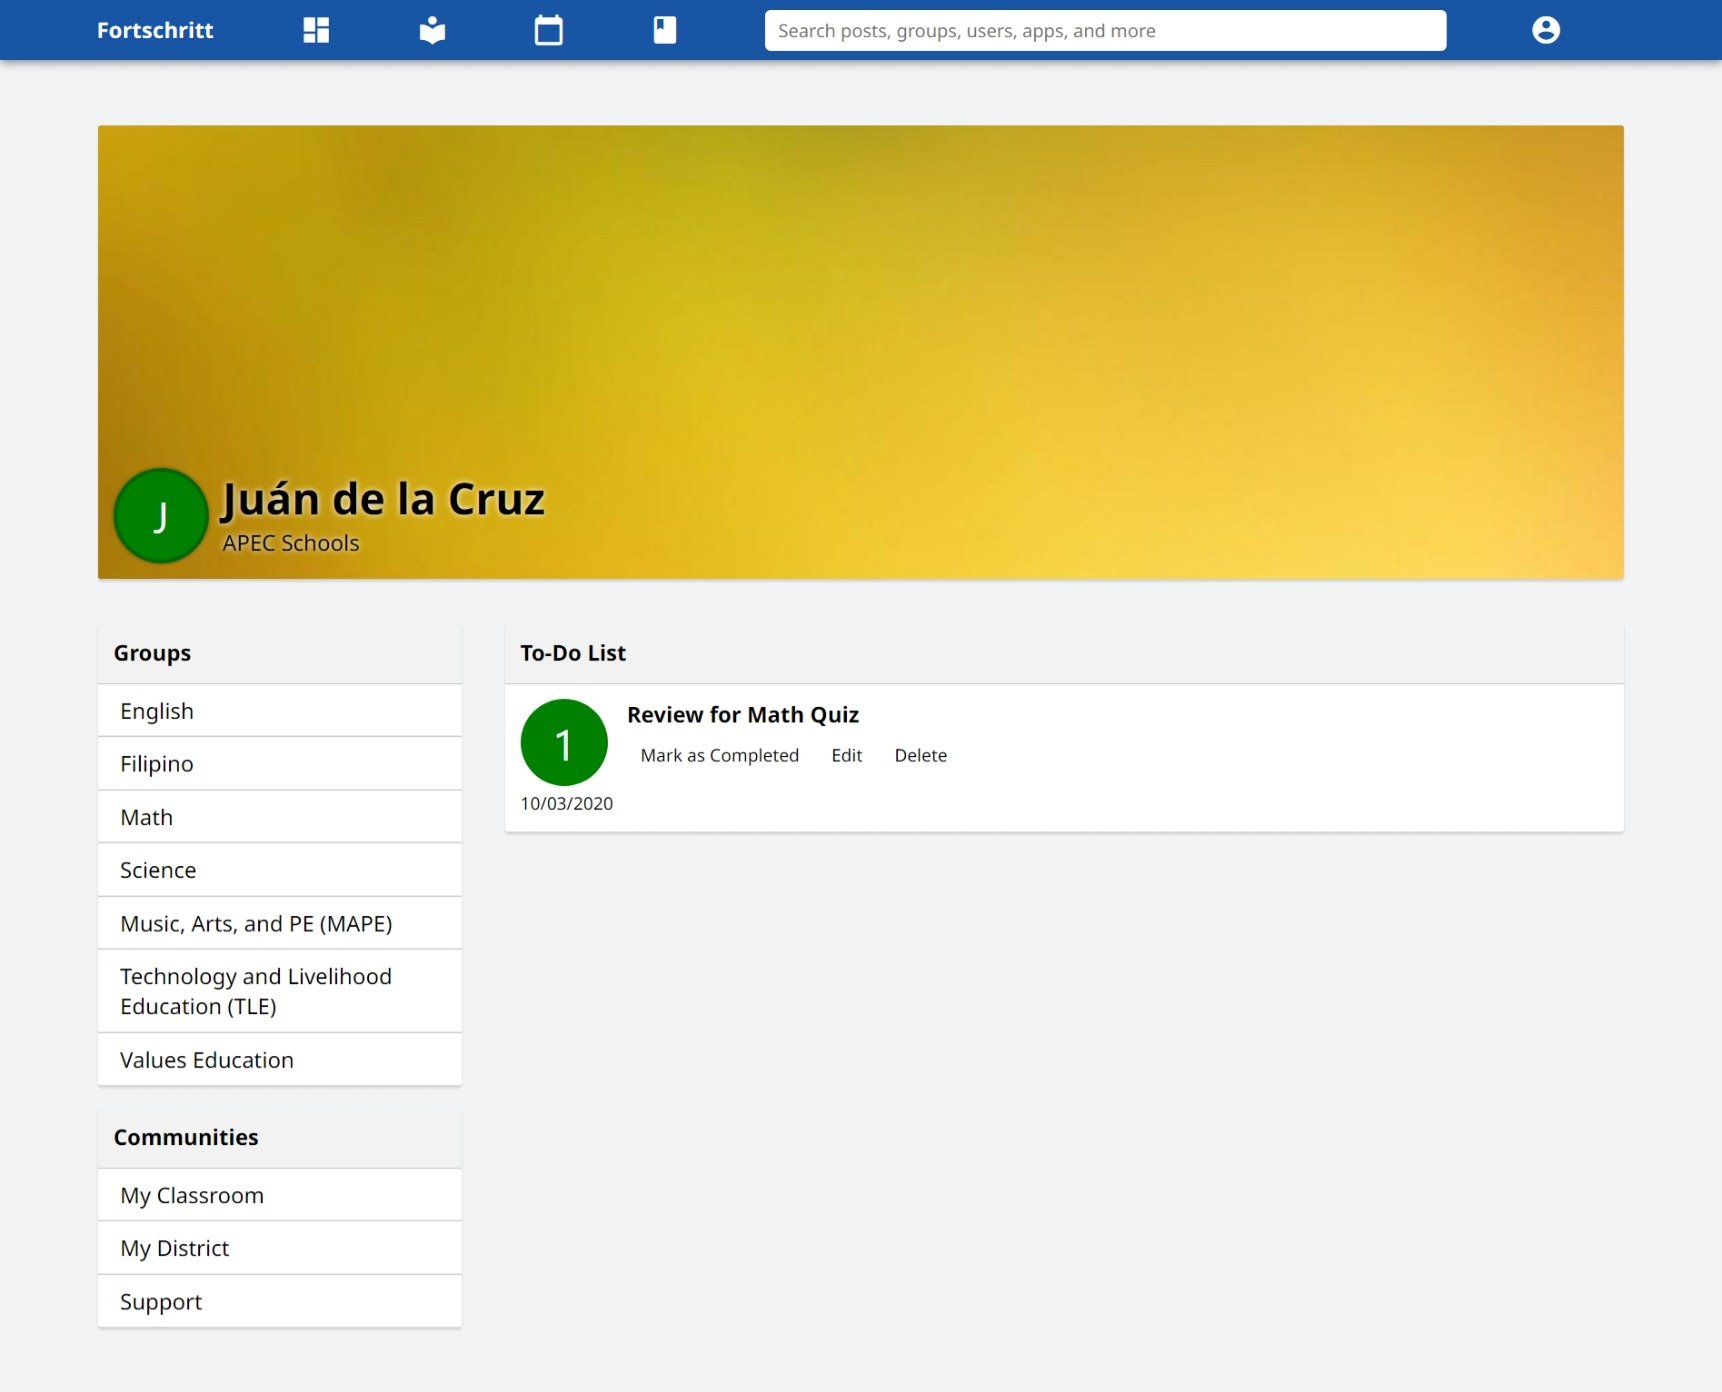 Fortschritt
Search posts, groups, users, apps, and more
J
Juán de la Cruz
APEC Schools
Groups
English
Filipino
Math
Science
Music, Arts, and PE (MAPE)
Technology and Livelihood
Education (TLE)
Values Education
Communities
My Classroom
My District
Support
To-Do List
1
Review for Math Quiz
Mark as Completed Edit Delete
10/03/2020